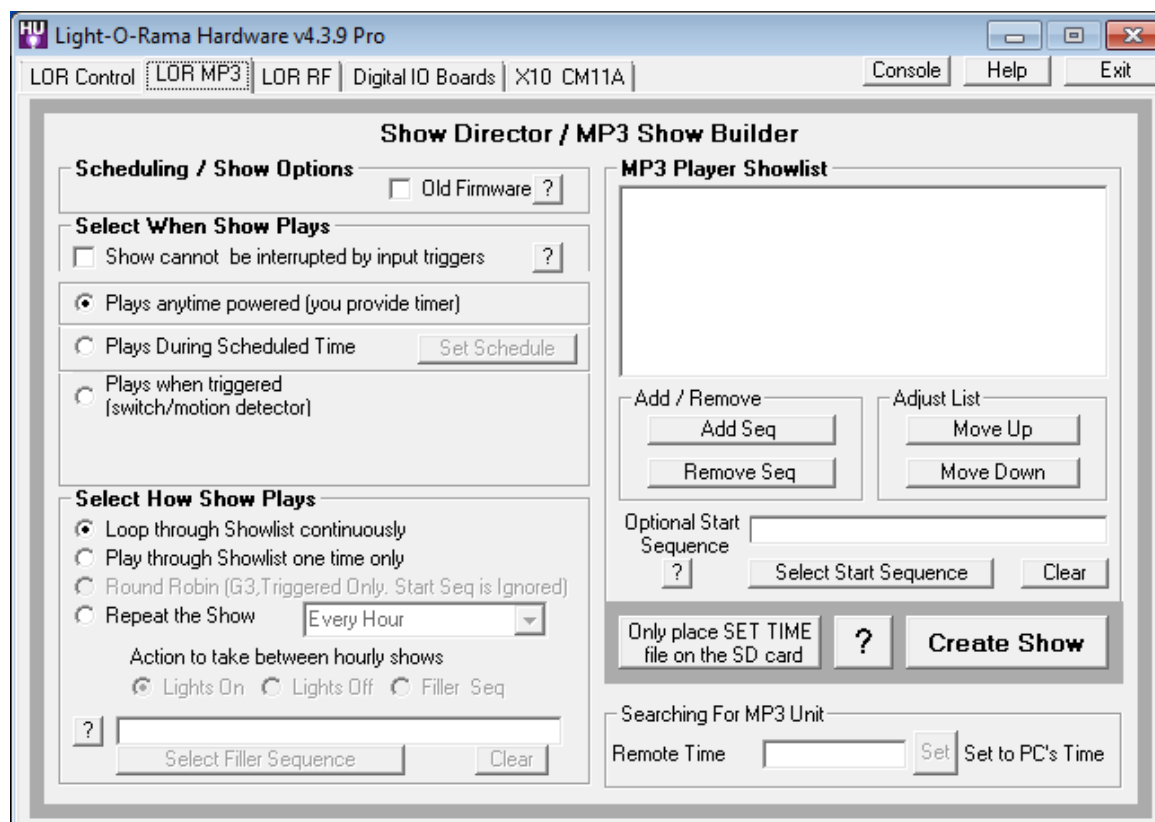 HU
Light-O-Rama Hardware v4.3.9 Pro
LOR Control LOR MP3 LOR RF Digital IO Boards X10 CM11A Console Help Exit
Show Director / MP3 Show Builder
Scheduling / Show Options
Old Firmware ?
Select When Show Plays
Show cannot be interrupted by input triggers ?
Plays anytime powered (you provide timer)
Plays During Scheduled Time Set Schedule
Plays when triggered
(switch/motion detector)
Select How Show Plays
Loop through Showlist continuously
Play through Showlist one time only
Round Robin (G3,Triggered Only. Start Seq is Ignored)
Repeat the Show Every Hour
Action to take between hourly shows
Lights On Lights Off Filler Seq
?
Select Filler Sequence Clear
MP3 Player Showlist
Add / Remove
Add Seq
Remove Seq
Adjust List
Move Up
Move Down
Optional Start
Sequence
? Select Start Sequence Clear
Only place SET TIME
file on the SD card
? Create Show
Searching For MP3 Unit
Remote Time Set Set to PC's Time